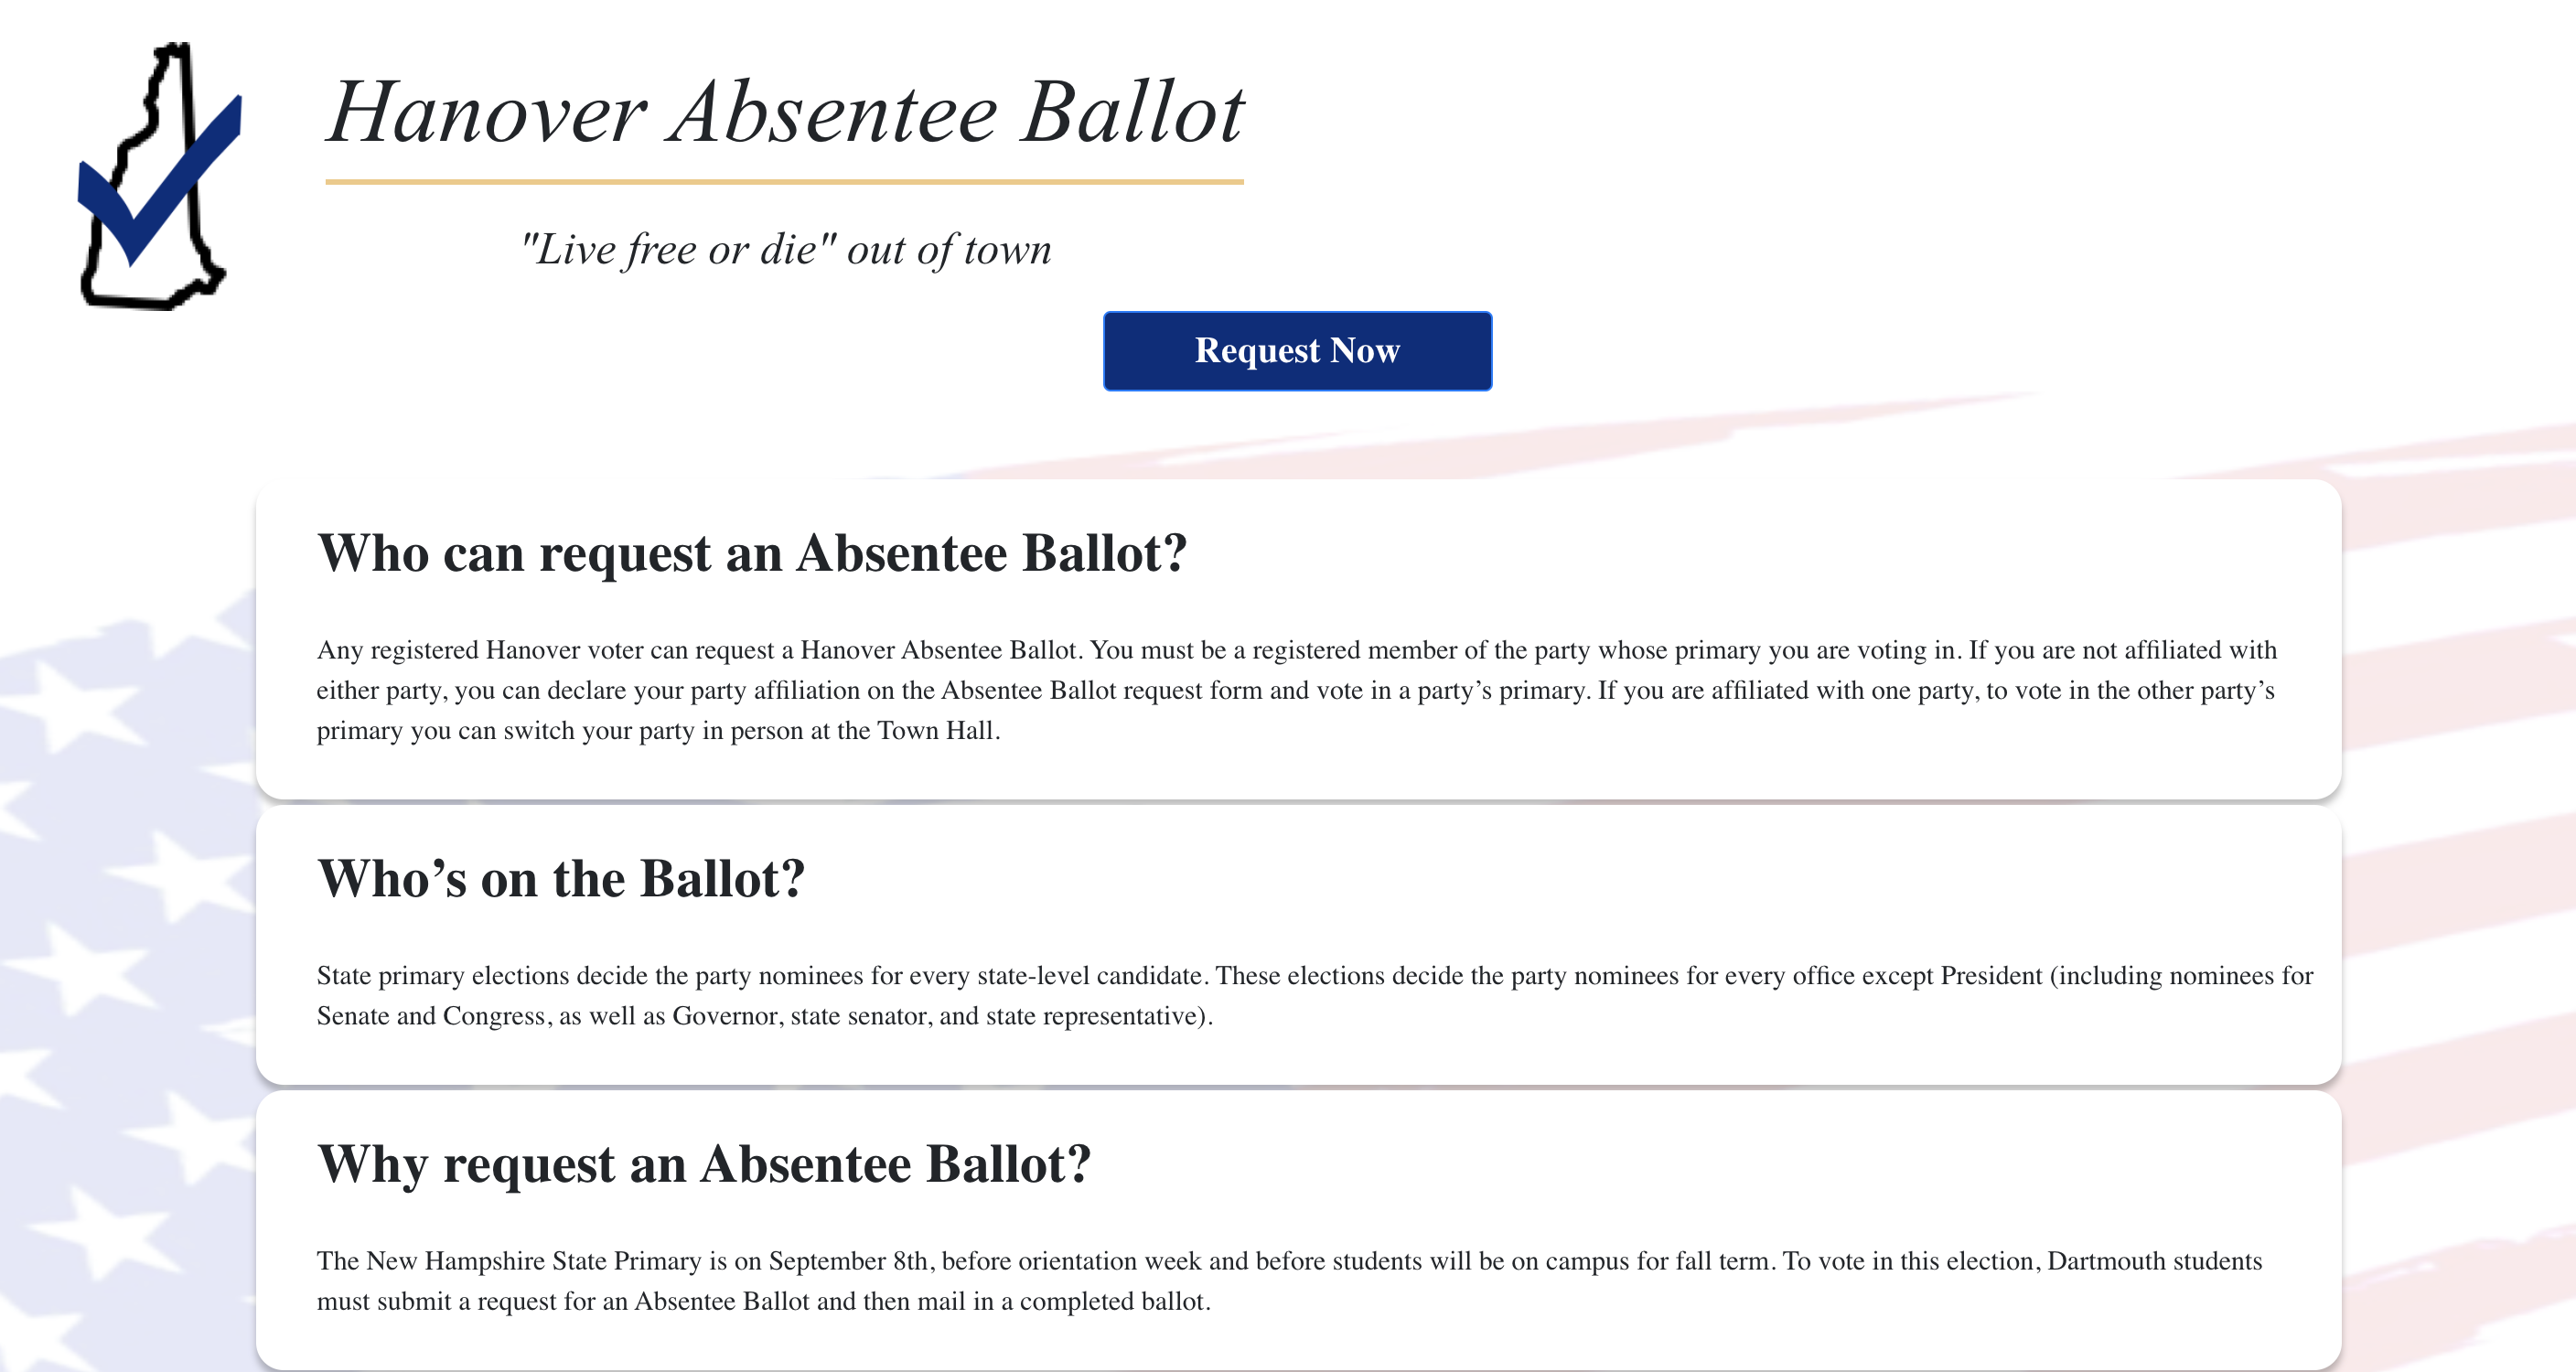 Hanover Absentee Ballot
"Live free or die" out of town
Request Now
Who can request an Absentee Ballot?
Any registered Hanover voter can request a Hanover Absentee Ballot. You must be a registered member of the party whose primary you are voting in. If you are not affiliated with
either party, you can declare your party affiliation on the Absentee Ballot request form and vote in a party’s primary. If you are affiliated with one party, to vote in the other party’s
primary you can switch your party in person at the Town Hall.
Who’s on the Ballot?
State primary elections decide the party nominees for every state-level candidate. These elections decide the party nominees for every office except President (including nominees for
Senate and Congress, as well as Governor, state senator, and state representative).
Why request an Absentee Ballot?
The New Hampshire State Primary is on September 8th, before orientation week and before students will be on campus for fall term. To vote in this election, Dartmouth students
must submit a request for an Absentee Ballot and then mail in a completed ballot.